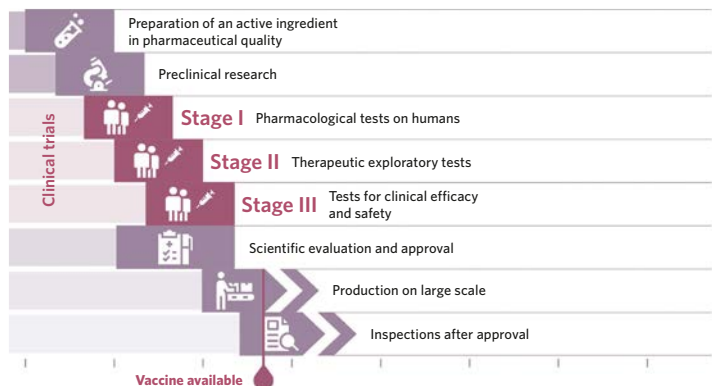 Preparation of an active ingredient
in pharmaceutical quality
Preclinical research
Clinical trials
Stage I Pharmacological tests on humans
Stage II Therapeutic exploratory tests
Stage III Tests for clinical efficacy
and safety
Scientific evaluation and approval
Production on large scale
Inspections after approval
Vaccine available